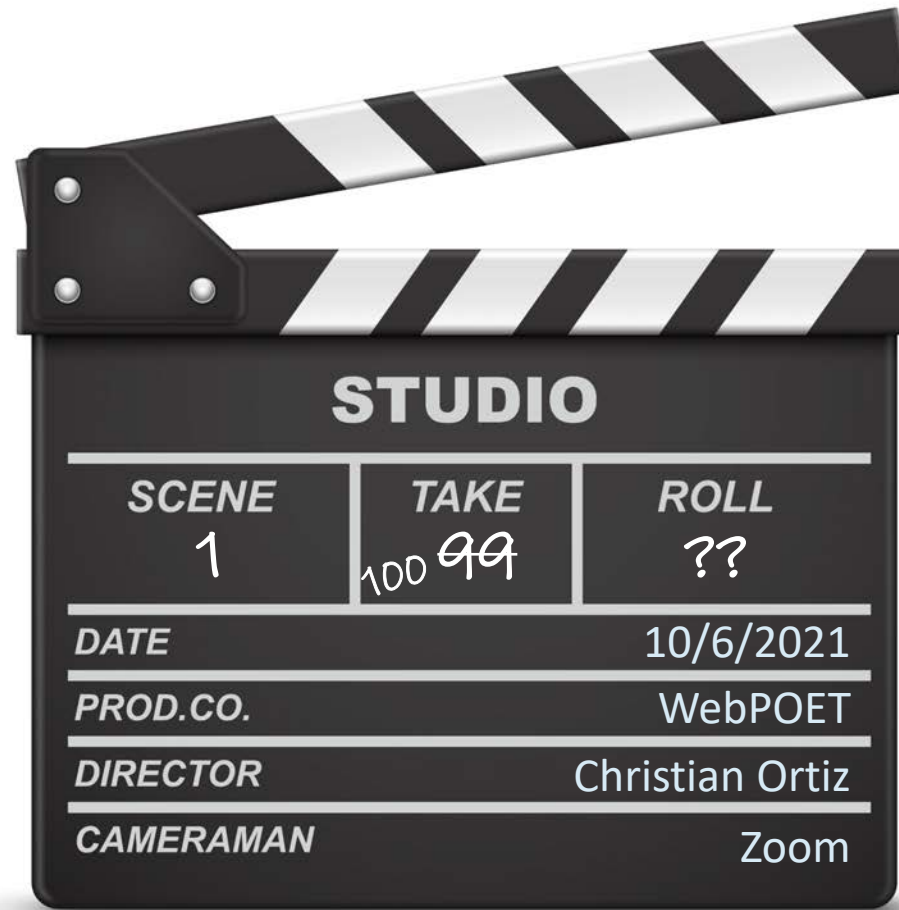 STUDIO
SCENE TAKE ROLL
1 100 99 ??
DATE 10/6/2021
PROD.CO. WebPOET
DIRECTOR Christian Ortiz
CAMERAMAN Zoom